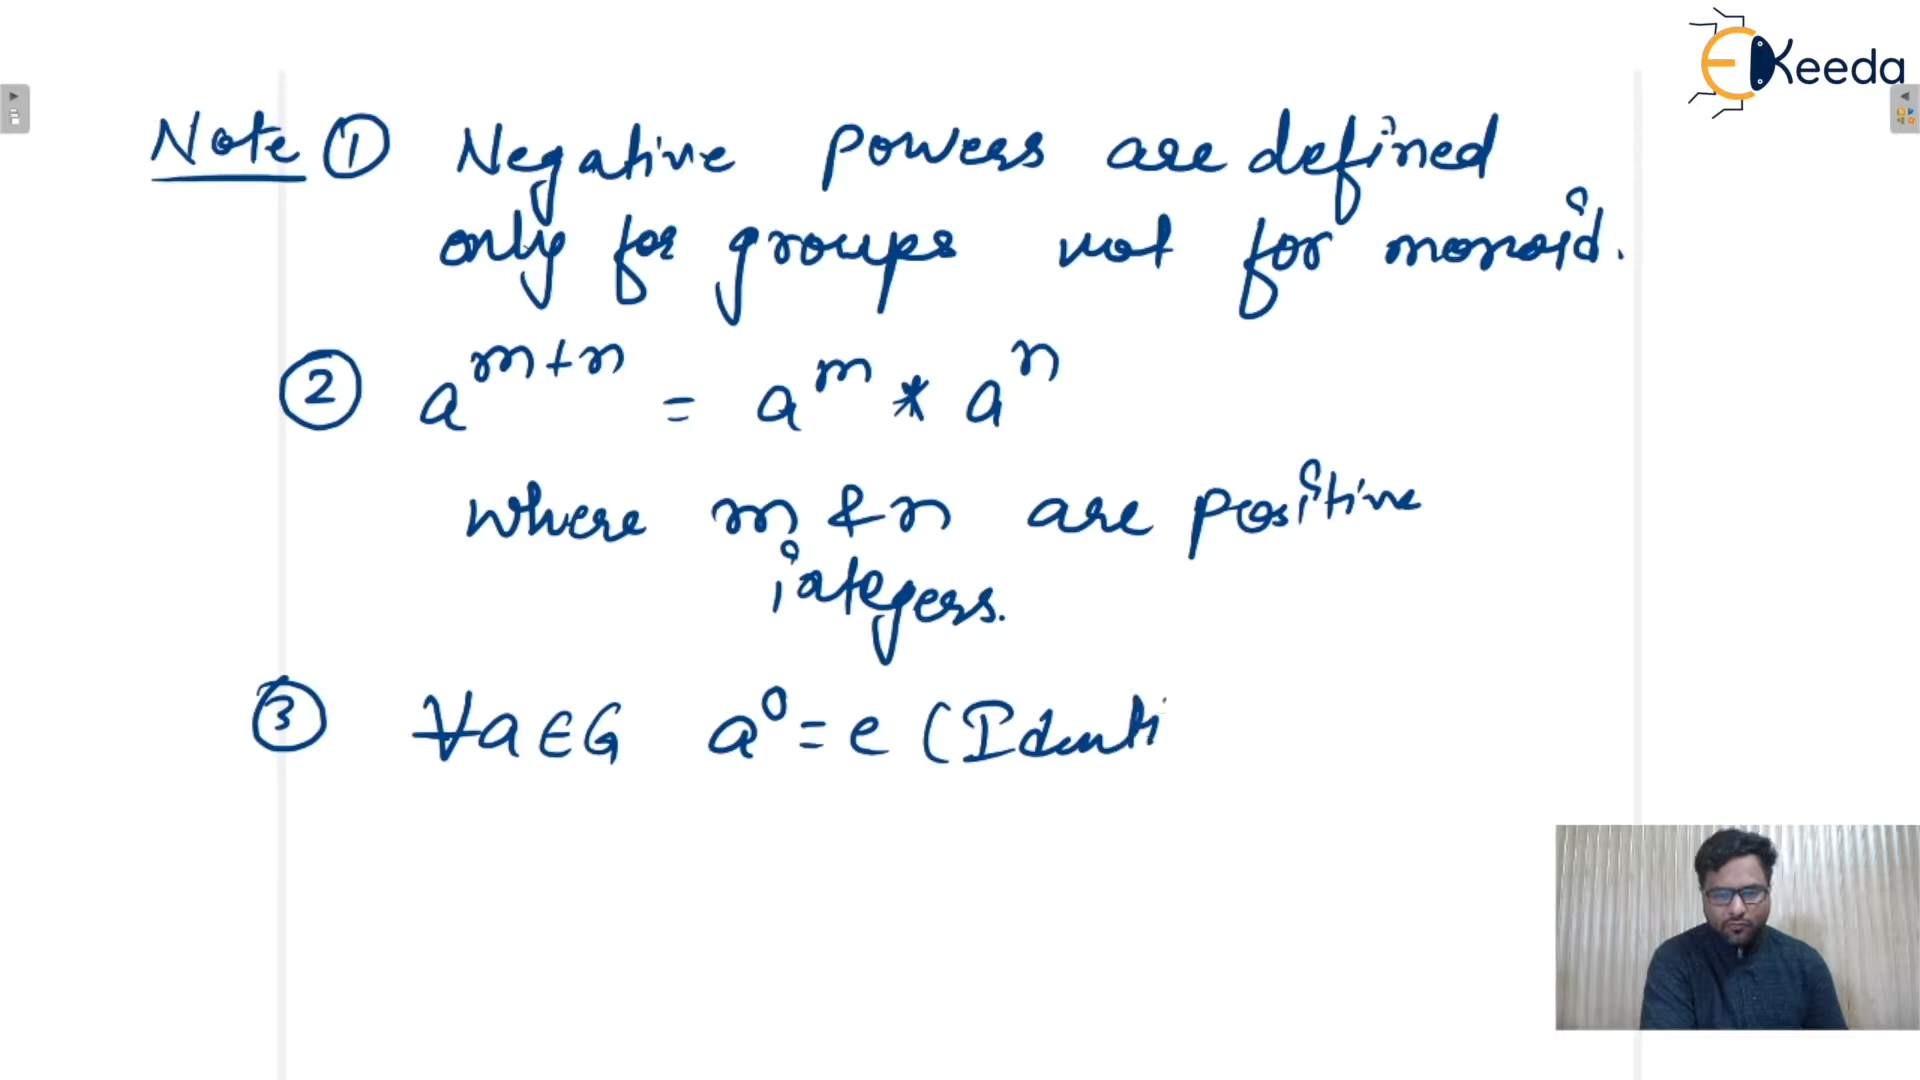 EKeeda
Note ① Negative powers are defined
only for groups not for monoid.
② a^{m+n} = a^m * a^n
where m & n are positive
integers.
③ ∀a∈G a^0 = e (Identi